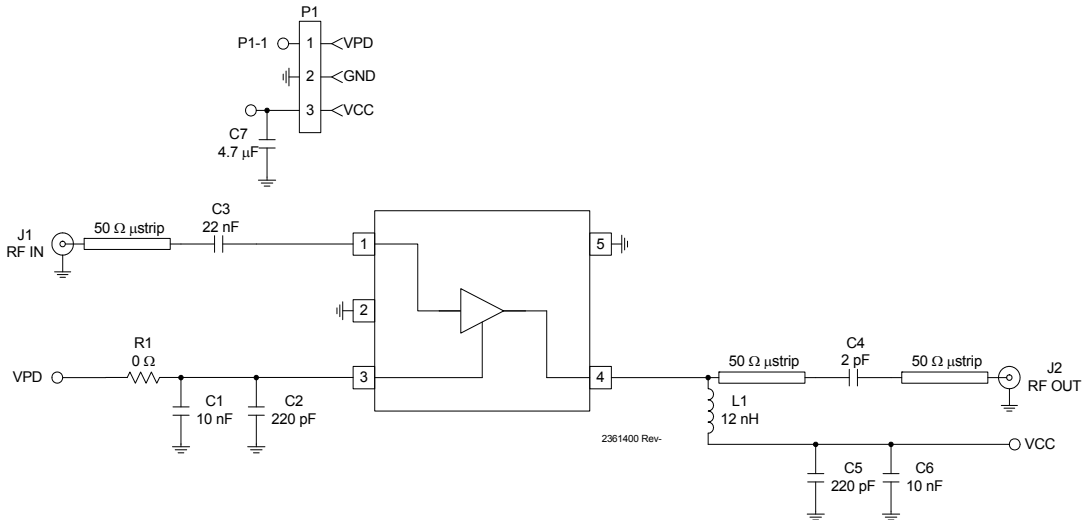 P1
P1-1
1
VPD
2
GND
3
VCC
C7
4.7 μF
J1
RF IN
50 Ω μstrip
C3
22 nF
1
5
2
R1
0 Ω
VPD
3
4
C1
10 nF
C2
220 pF
50 Ω μstrip
C4
2 pF
50 Ω μstrip
J2
RF OUT
L1
12 nH
2361400 Rev-
VCC
C5
220 pF
C6
10 nF